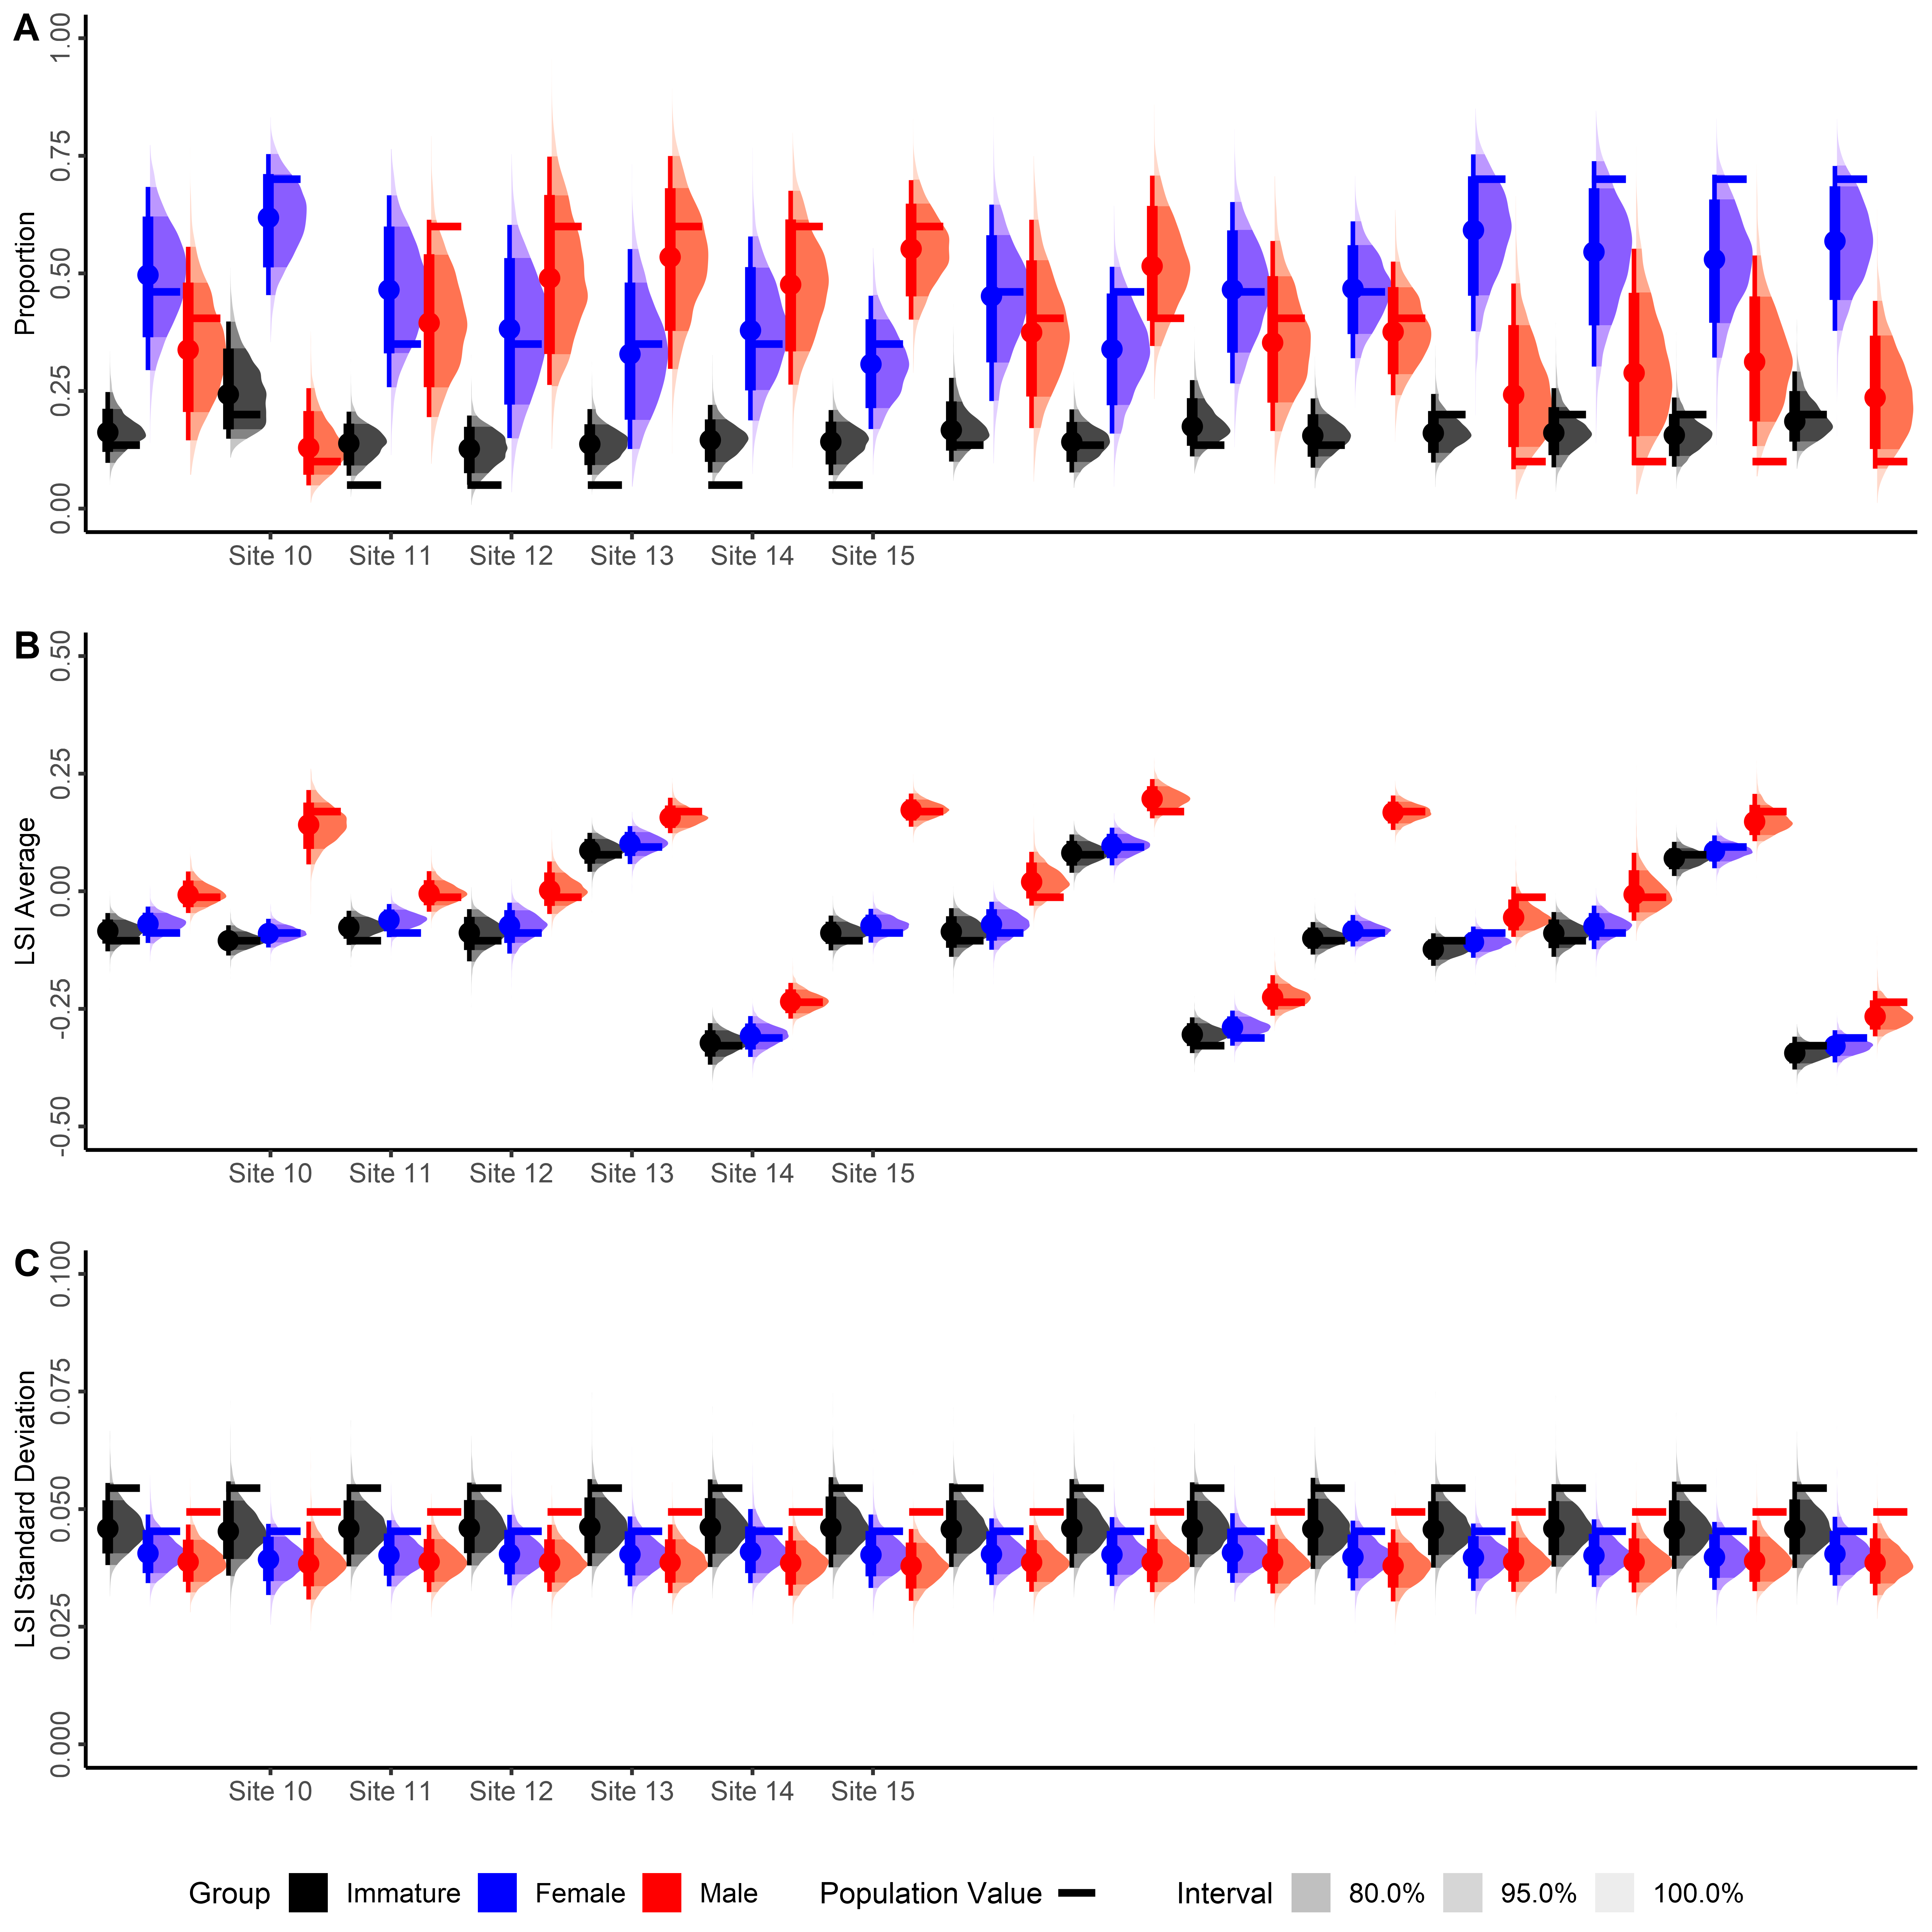 A
1.00
0.75
0.50
0.25
0.00
Proportion
Site 10 Site 11 Site 12 Site 13 Site 14 Site 15
B
0.50
0.25
0.00
-0.25
-0.50
LSI Average
Site 10 Site 11 Site 12 Site 13 Site 14 Site 15
C
0.100
0.075
0.050
0.025
0.000
LSI Standard Deviation
Site 10 Site 11 Site 12 Site 13 Site 14 Site 15
Group Immature Female Male Population Value Interval 80.0% 95.0% 100.0%